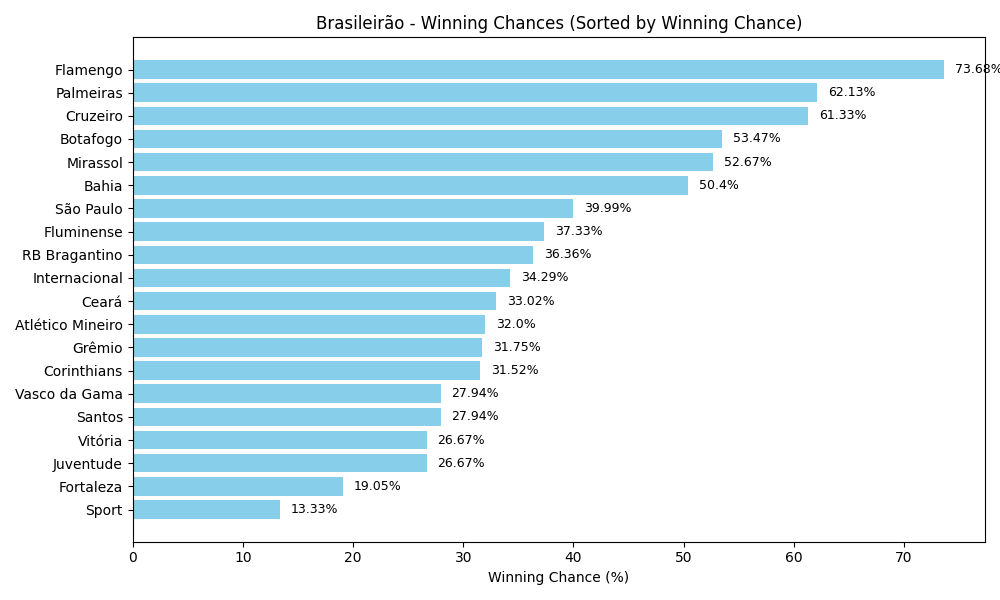 Brasileirão - Winning Chances (Sorted by Winning Chance)
Flamengo 73.68%
Palmeiras 62.13%
Cruzeiro 61.33%
Botafogo 53.47%
Mirassol 52.67%
Bahia 50.4%
São Paulo 39.99%
Fluminense 37.33%
RB Bragantino 36.36%
Internacional 34.29%
Ceará 33.02%
Atlético Mineiro 32.0%
Grêmio 31.75%
Corinthians 31.52%
Vasco da Gama 27.94%
Santos 27.94%
Vitória 26.67%
Juventude 26.67%
Fortaleza 19.05%
Sport 13.33%
0 10 20 30 40 50 60 70
Winning Chance (%)